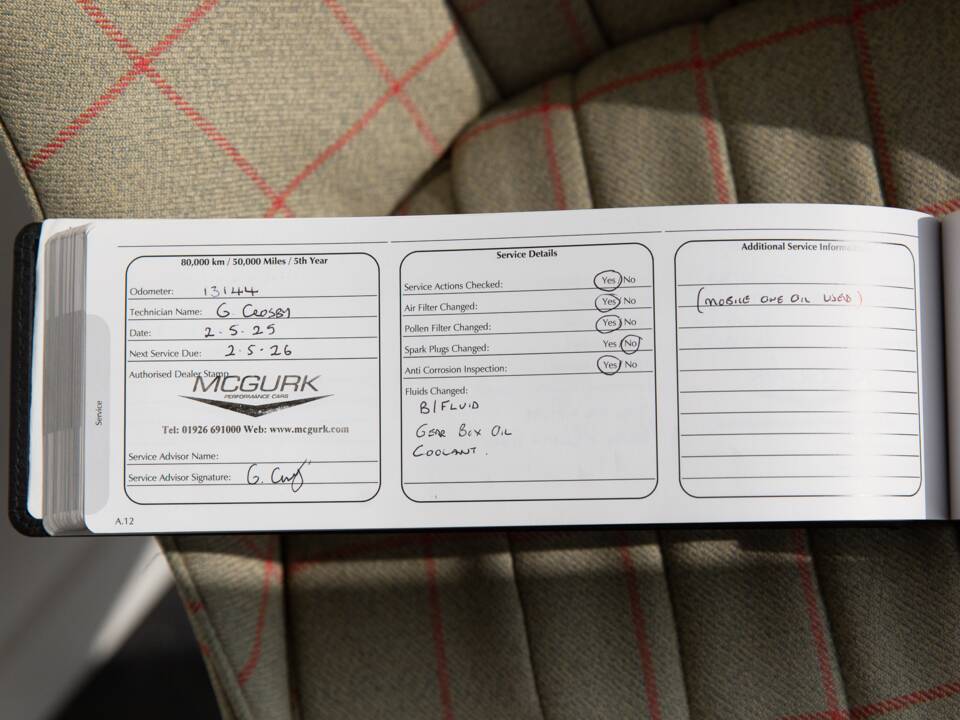 80,000 km / 50,000 Miles / 5th Year
Odometer: 13144
Technician Name: G. Crosby
Date: 2.5.25
Next Service Due: 2.5.26
Authorised Dealer Stamp
MCGURK
PERFORMANCE CARS
Tel: 01926 691000 Web: www.mcgurk.com
Service Advisor Name:
Service Advisor Signature: G.
A.12
Service
Service Details
Service Actions Checked: Yes/No
Air Filter Changed: Yes/No
Pollen Filter Changed: Yes/No
Spark Plugs Changed: Yes/No
Anti Corrosion Inspection: Yes/No
Fluids Changed:
B/FLUID
GEAR BOX OIL
COOLANT.
Additional Service
(MOBILE ONE OIL USED)